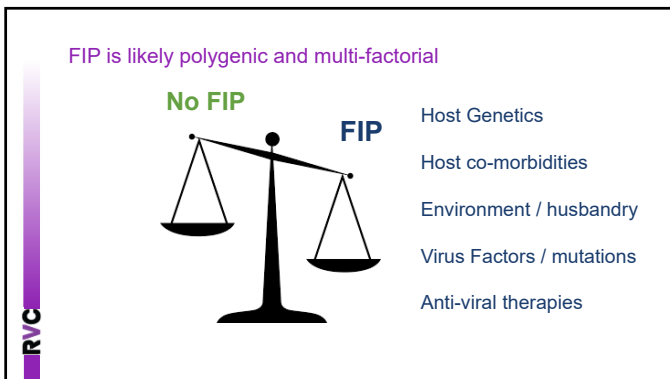 FIP is likely polygenic and multi-factorial
No FIP
FIP
Host Genetics
Host co-morbidities
Environment / husbandry
Virus Factors / mutations
Anti-viral therapies
RVC